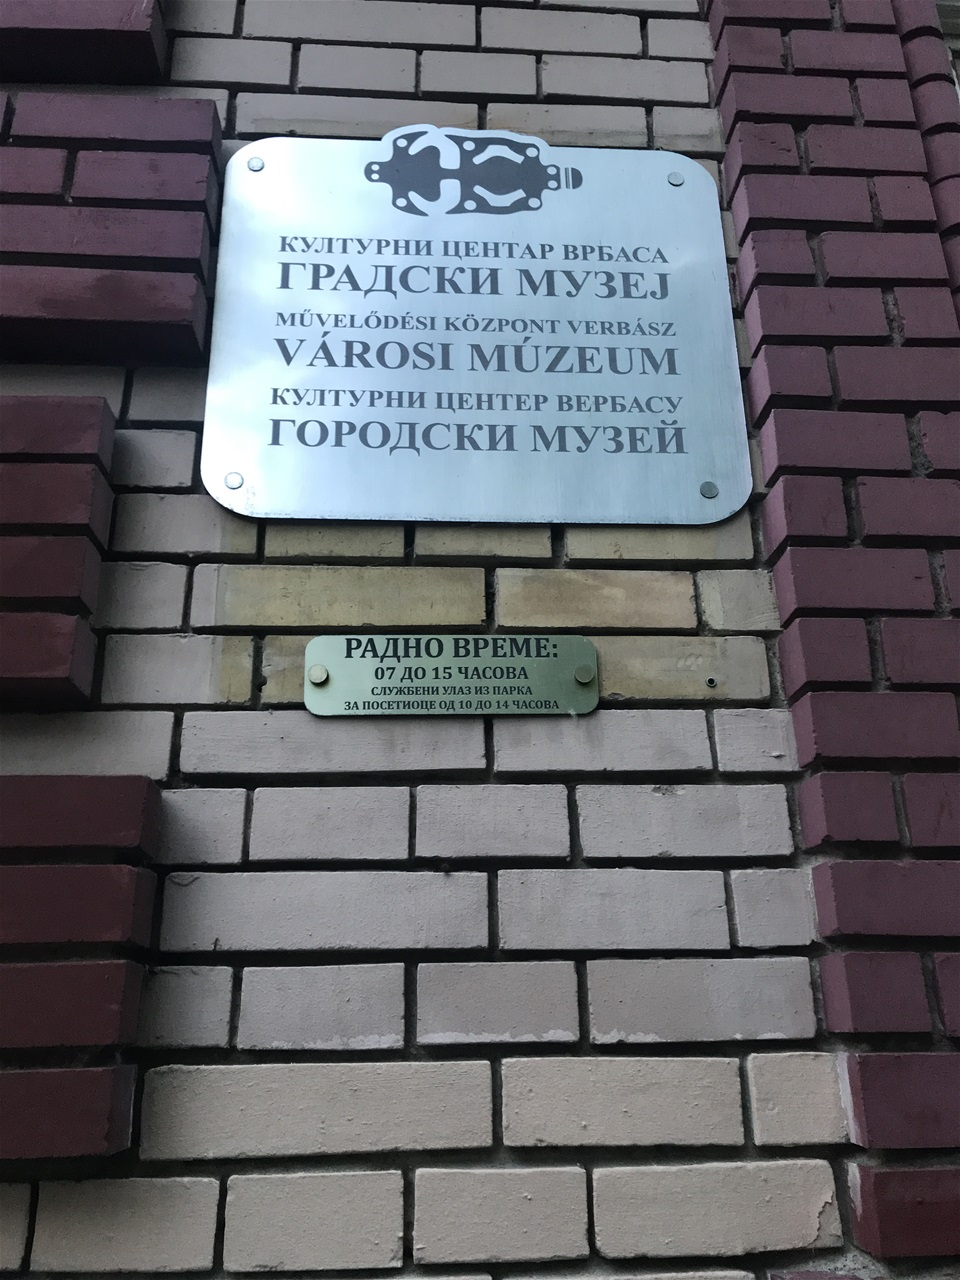 КУЛТУРНИ ЦЕНТАР ВРБАСА
ГРАДСКИ МУЗЕЈ
MŰVELŐDÉSI KÖZPONT VERBÁSZ
VÁROSI MÚZEUM
КУЛТУРНИ ЦЕНТЕР ВЕРБАСУ
ГОРОДСКИ МУЗЕЙ
РАДНО ВРЕМЕ:
07 ДО 15 ЧАСОВА
СЛУЖБЕНИ УЛАЗ ИЗ ПАРКА
ЗА ПОСЕТИОЦЕ ОД 10 ДО 14 ЧАСОВА